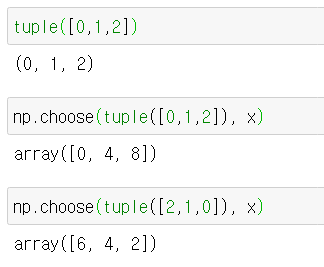 tuple([0,1,2])
(0, 1, 2)
np.choose(tuple([0,1,2]), x)
array([0, 4, 8])
np.choose(tuple([2,1,0]), x)
array([6, 4, 2])